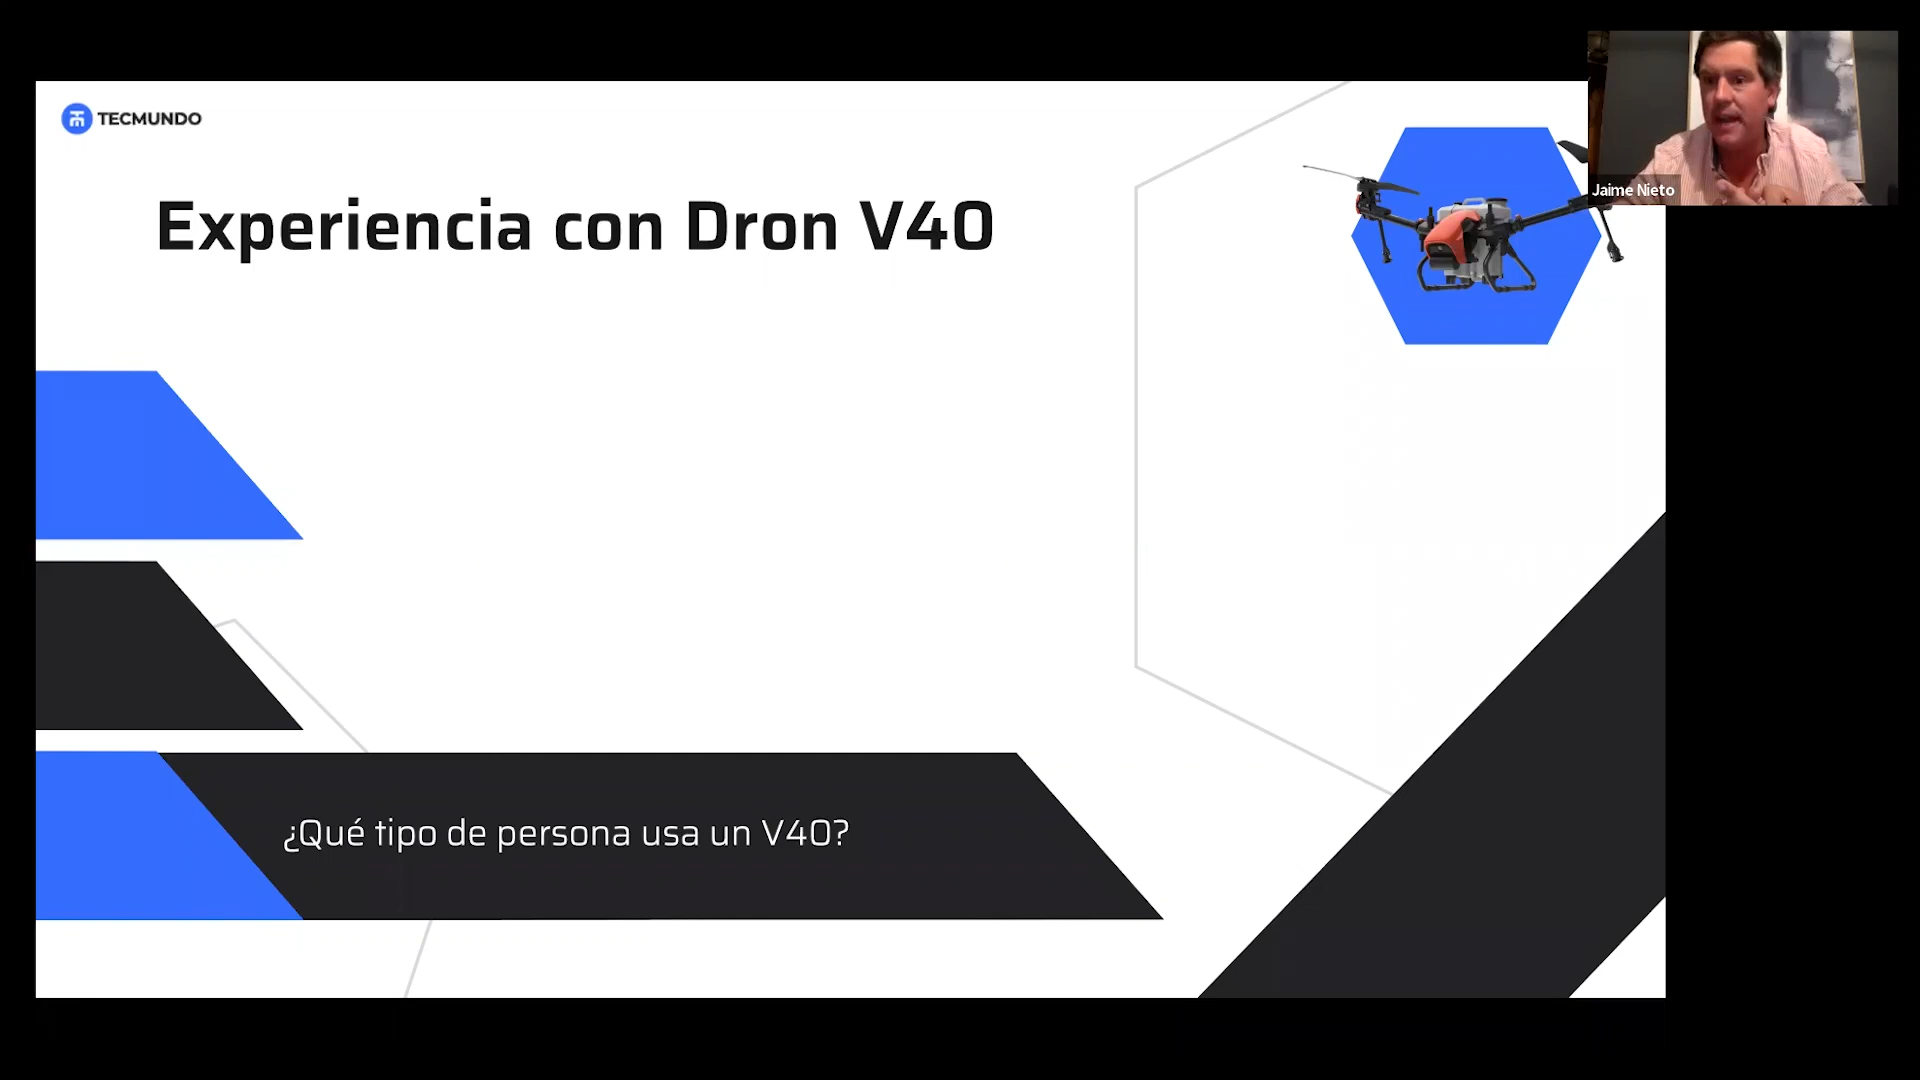 TECMUNDO
Jaime Nieto
Experiencia con Dron V40
¿Qué tipo de persona usa un V40?